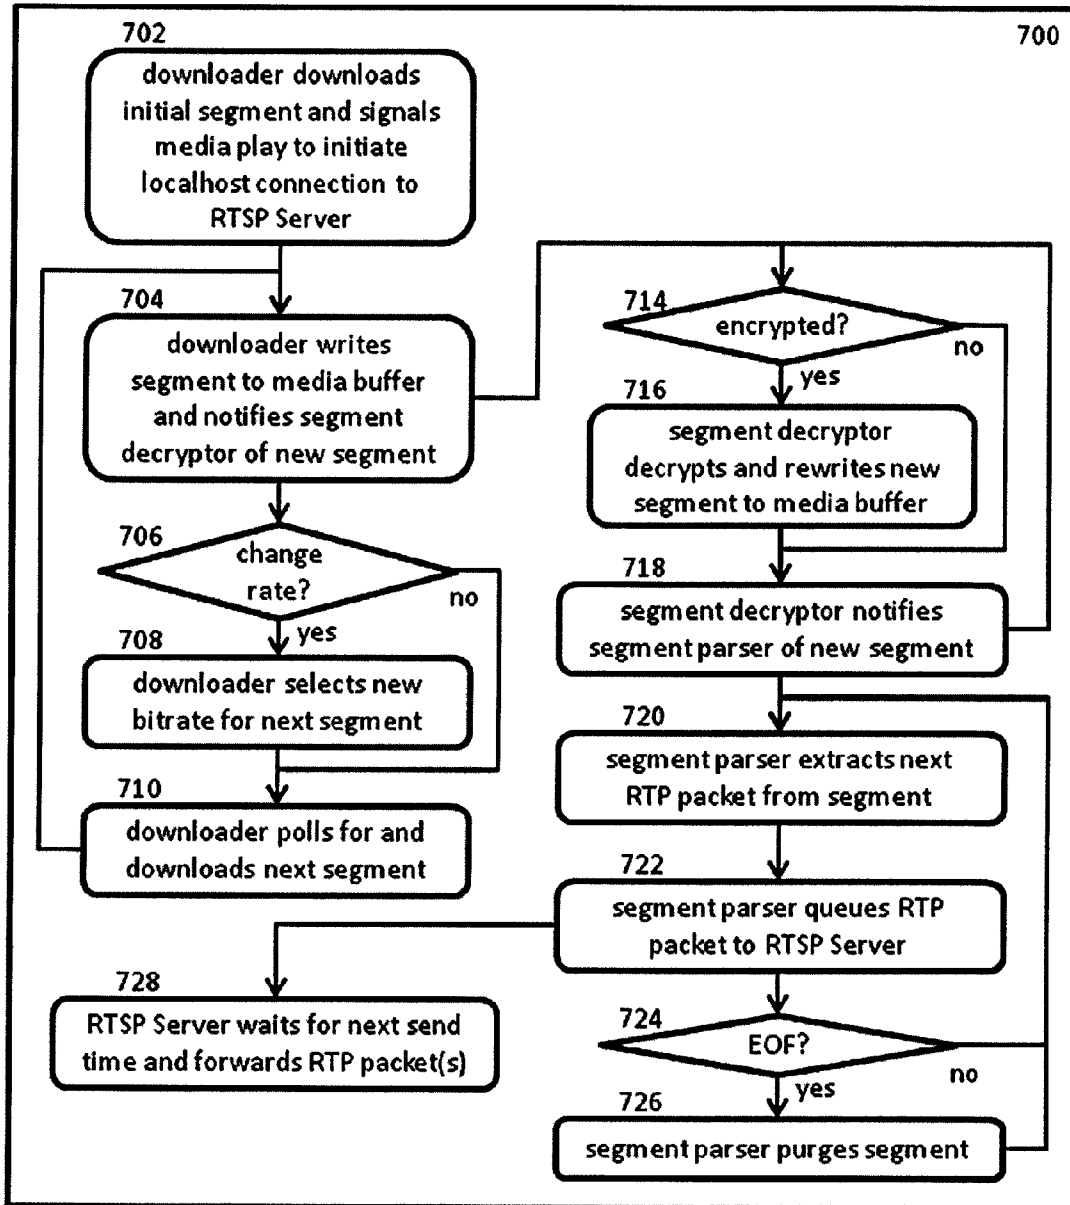 700
702
downloader downloads
initial segment and signals
media play to initiate
localhost connection to
RTSP Server
704
downloader writes
segment to media buffer
and notifies segment
decryptor of new segment
706
change
rate?
no
yes
708
downloader selects new
bitrate for next segment
710
downloader polls for and
downloads next segment
714
encrypted?
no
yes
716
segment decryptor
decrypts and rewrites new
segment to media buffer
718
segment decryptor notifies
segment parser of new segment
720
segment parser extracts next
RTP packet from segment
722
segment parser queues RTP
packet to RTSP Server
724
EOF?
no
yes
726
segment parser purges segment
728
RTSP Server waits for next send
time and forwards RTP packet(s)